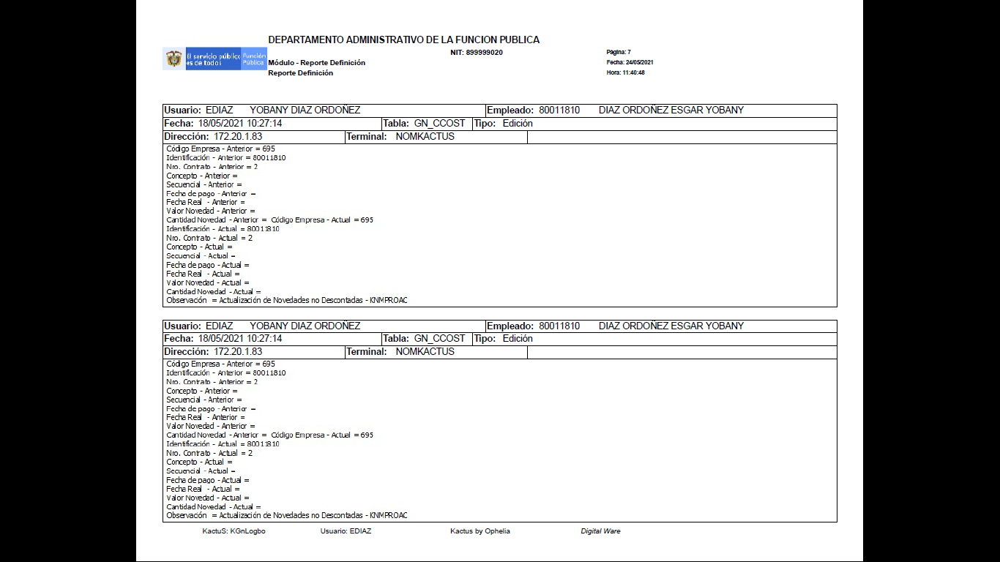 DEPARTAMENTO ADMINISTRATIVO DE LA FUNCION PUBLICA
NIT: 899999020
Página: 7
El servicio público es de todos
Función Pública
Módulo - Reporte Definición
Fecha: 24/05/2021
Reporte Definición
Hora: 11:40:48
Usuario: EDIAZ YOBANY DIAZ ORDOÑEZ Empleado: 80011810 DIAZ ORDOÑEZ ESGAR YOBANY
Fecha: 18/05/2021 10:27:14 Tabla: GN_CCOST Tipo: Edición
Dirección: 172.20.1.83 Terminal: NOMKACTUS
Código Empresa - Anterior = 695
Identificación - Anterior = 80011810
Nro. Contrato - Anterior = 2
Concepto - Anterior =
Secuencial - Anterior =
Fecha de pago - Anterior =
Fecha Real - Anterior =
Valor Novedad - Anterior =
Cantidad Novedad - Anterior = Código Empresa - Actual = 695
Identificación - Actual = 80011810
Nro. Contrato - Actual = 2
Concepto - Actual =
Secuencial - Actual =
Fecha de pago - Actual =
Fecha Real - Actual =
Valor Novedad - Actual =
Cantidad Novedad - Actual =
Observación = Actualización de Novedades no Descontadas - KNMPROAC
Usuario: EDIAZ YOBANY DIAZ ORDOÑEZ Empleado: 80011810 DIAZ ORDOÑEZ ESGAR YOBANY
Fecha: 18/05/2021 10:27:14 Tabla: GN_CCOST Tipo: Edición
Dirección: 172.20.1.83 Terminal: NOMKACTUS
Código Empresa - Anterior = 695
Identificación - Anterior = 80011810
Nro. Contrato - Anterior = 2
Concepto - Anterior =
Secuencial - Anterior =
Fecha de pago - Anterior =
Fecha Real - Anterior =
Valor Novedad - Anterior =
Cantidad Novedad - Anterior = Código Empresa - Actual = 695
Identificación - Actual = 80011810
Nro. Contrato - Actual = 2
Concepto - Actual =
Secuencial - Actual =
Fecha de pago - Actual =
Fecha Real - Actual =
Valor Novedad - Actual =
Cantidad Novedad - Actual =
Observación = Actualización de Novedades no Descontadas - KNMPROAC
KactuS: KGnLogbo Usuario: EDIAZ Kactus by Ophelia Digital Ware